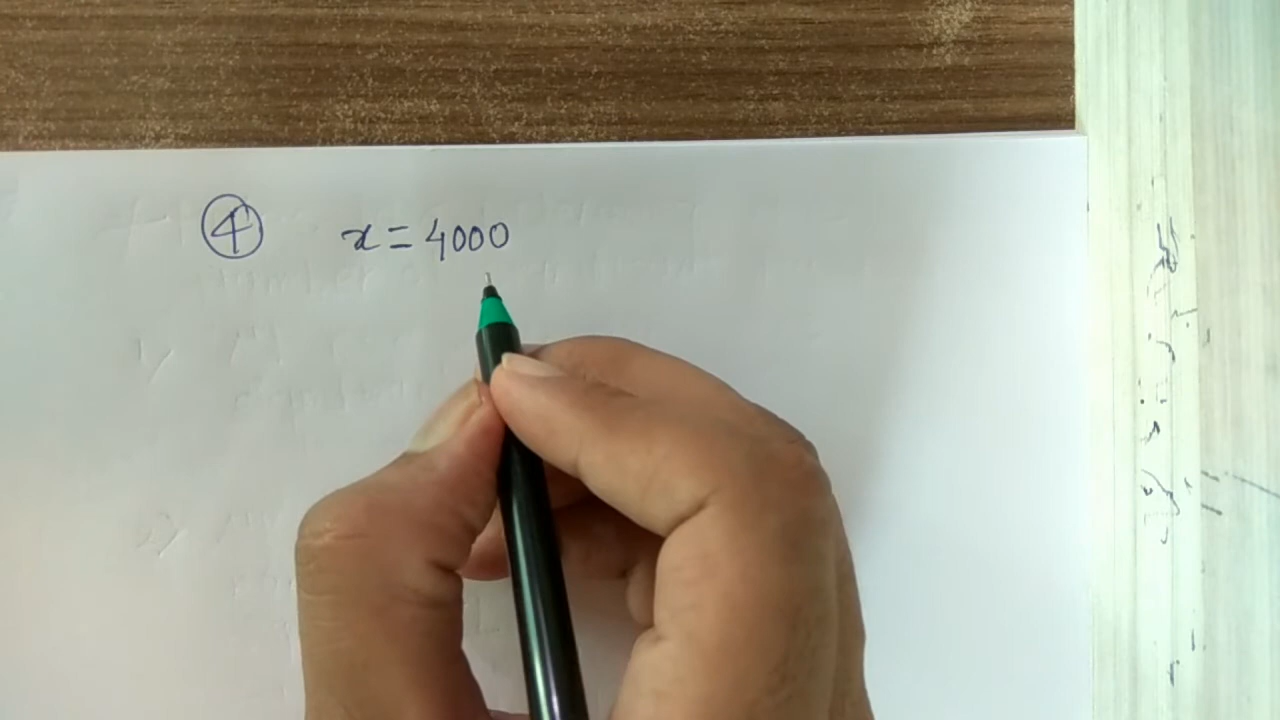 ④ x = 4000